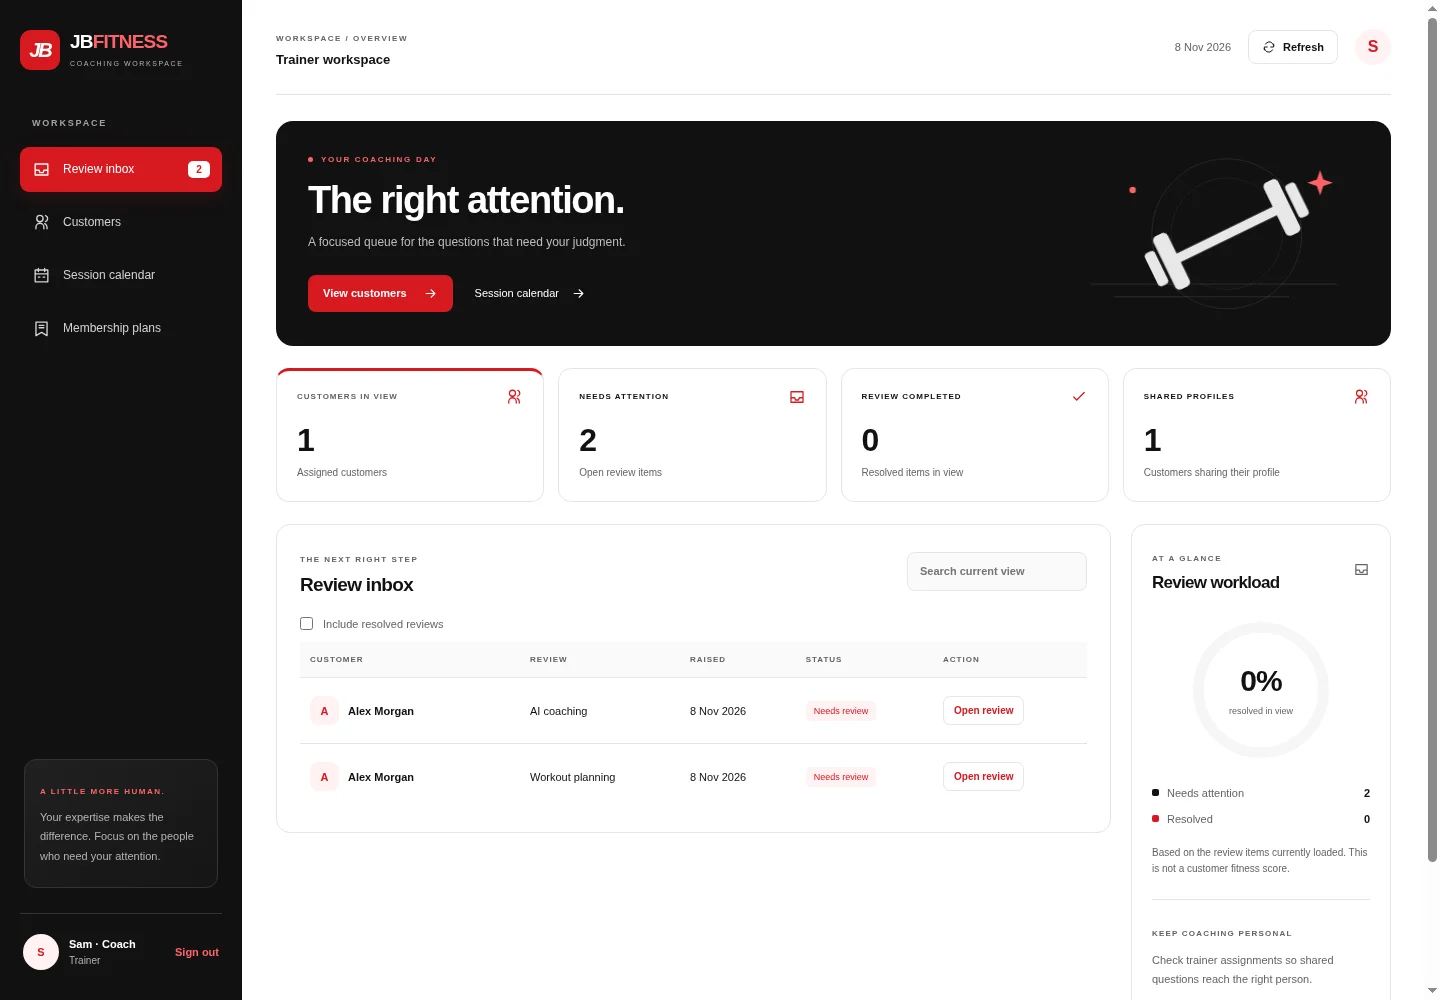 JB
JBFITNESS
COACHING WORKSPACE
WORKSPACE
Review inbox 2
Customers
Session calendar
Membership plans
A LITTLE MORE HUMAN.
Your expertise makes the
difference. Focus on the people
who need your attention.
S
Sam · Coach
Trainer
Sign out
WORKSPACE / OVERVIEW
Trainer workspace
8 Nov 2026
Refresh
S
YOUR COACHING DAY
The right attention.
A focused queue for the questions that need your judgment.
View customers
Session calendar
CUSTOMERS IN VIEW
1
Assigned customers
NEEDS ATTENTION
2
Open review items
REVIEW COMPLETED
0
Resolved items in view
SHARED PROFILES
1
Customers sharing their profile
THE NEXT RIGHT STEP
Review inbox
Search current view
Include resolved reviews
CUSTOMER REVIEW RAISED STATUS ACTION
A Alex Morgan AI coaching 8 Nov 2026 Needs review Open review
A Alex Morgan Workout planning 8 Nov 2026 Needs review Open review
AT A GLANCE
Review workload
0%
resolved in view
Needs attention 2
Resolved 0
Based on the review items currently loaded. This
is not a customer fitness score.
KEEP COACHING PERSONAL
Check trainer assignments so shared
questions reach the right person.